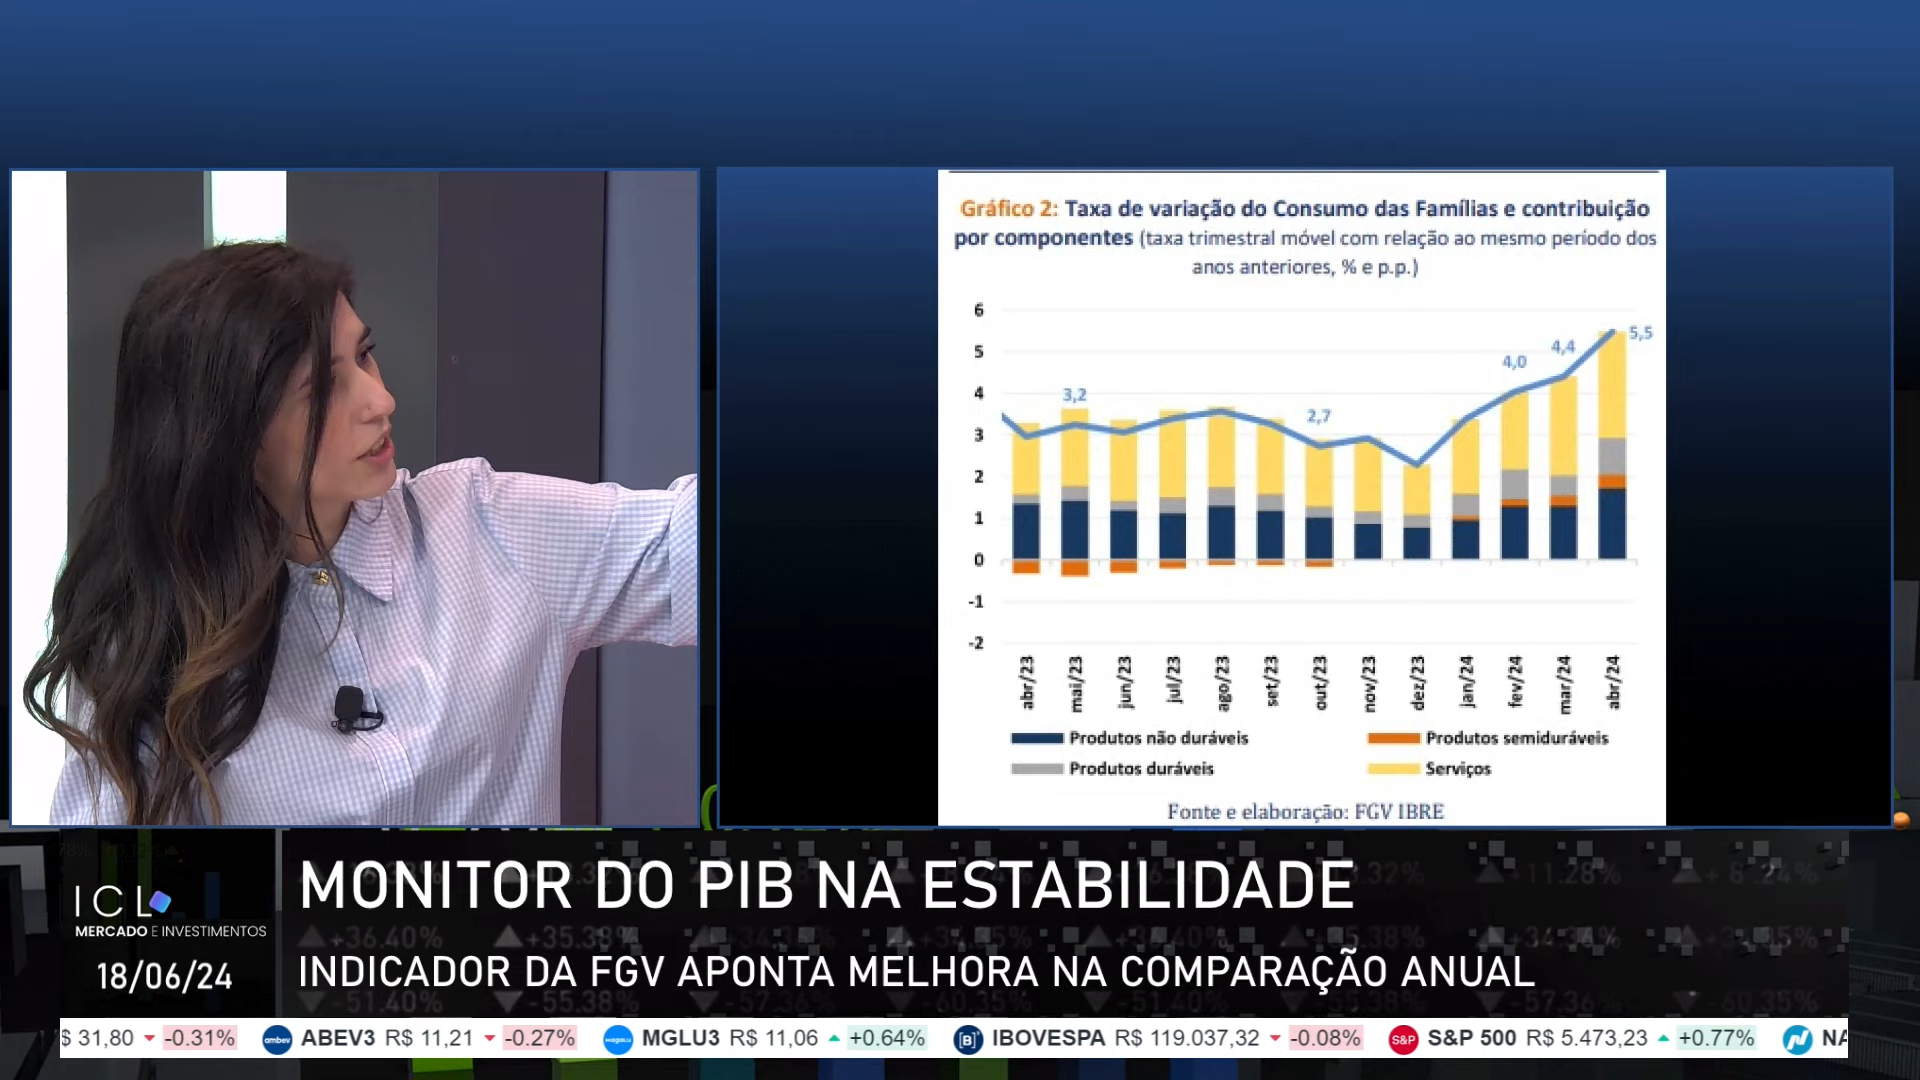 Gráfico 2: Taxa de variação do Consumo das Famílias e contribuição
por componentes (taxa trimestral móvel com relação ao mesmo período dos
anos anteriores, % e p.p.)
6
5
4
3
2
1
0
-1
-2
3,2
2,7
4,0
4,4
5,5
abr/23
mai/23
jun/23
jul/23
ago/23
set/23
out/23
nov/23
dez/23
jan/24
fev/24
mar/24
abr/24
Produtos não duráveis
Produtos semiduráveis
Produtos duráveis
Serviços
Fonte e elaboração: FGV IBRE
ICL
MERCADO E INVESTIMENTOS
18/06/24
MONITOR DO PIB NA ESTABILIDADE
INDICADOR DA FGV APONTA MELHORA NA COMPARAÇÃO ANUAL
$ 31,80 -0.31% ambev ABEV3 R$ 11,21 -0.27% MGLU3 R$ 11,06 +0.64% [B]³ IBOVESPA R$ 119.037,32 -0.08% S&P S&P 500 R$ 5.473,23 +0.77% NA